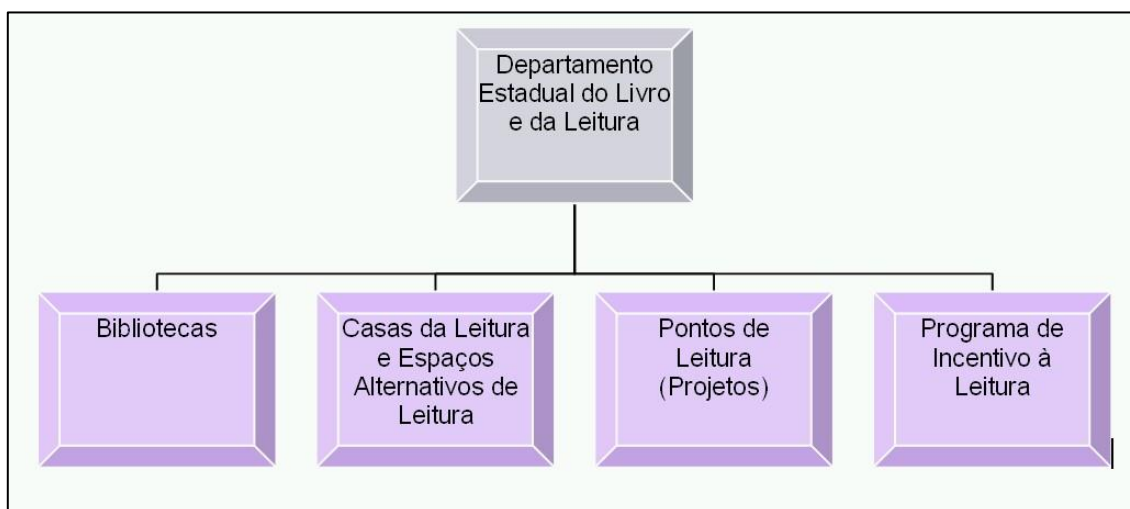 Departamento
Estadual do Livro
e da Leitura
Bibliotecas
Casas da Leitura
e Espaços
Alternativos de
Leitura
Pontos de
Leitura
(Projetos)
Programa de
Incentivo à
Leitura